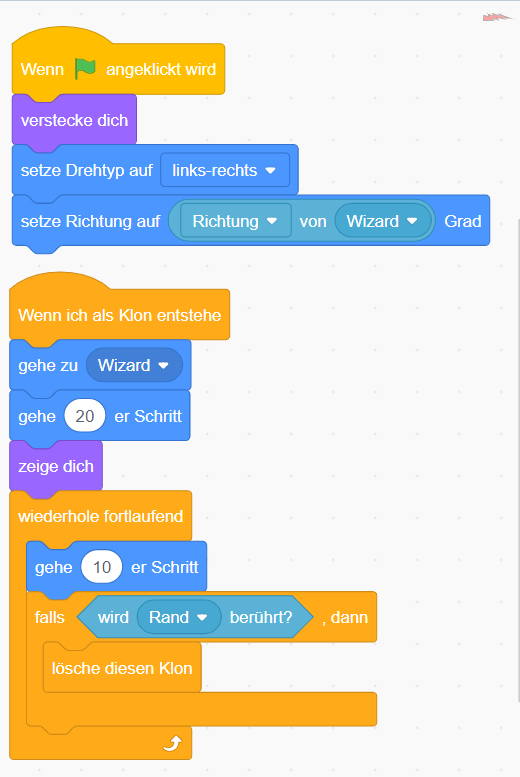 Wenn angeklickt wird
verstecke dich
setze Drehtyp auf links-rechts
setze Richtung auf Richtung von Wizard Grad
Wenn ich als Klon entstehe
gehe zu Wizard
gehe 20 er Schritt
zeige dich
wiederhole fortlaufend
gehe 10 er Schritt
falls wird Rand berührt? , dann
lösche diesen Klon